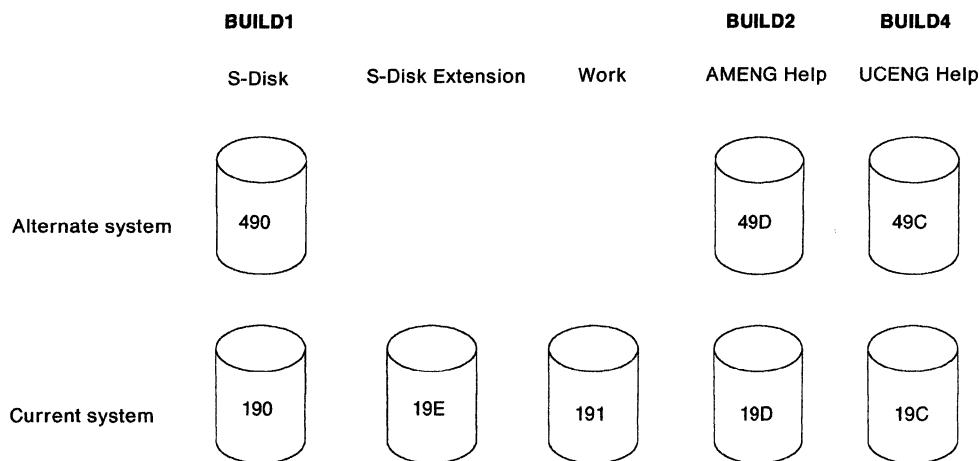 BUILD1 BUILD2 BUILD4
S-Disk S-Disk Extension Work AMENG Help UCENG Help
Alternate system 490 49D 49C
Current system 190 19E 191 19D 19C